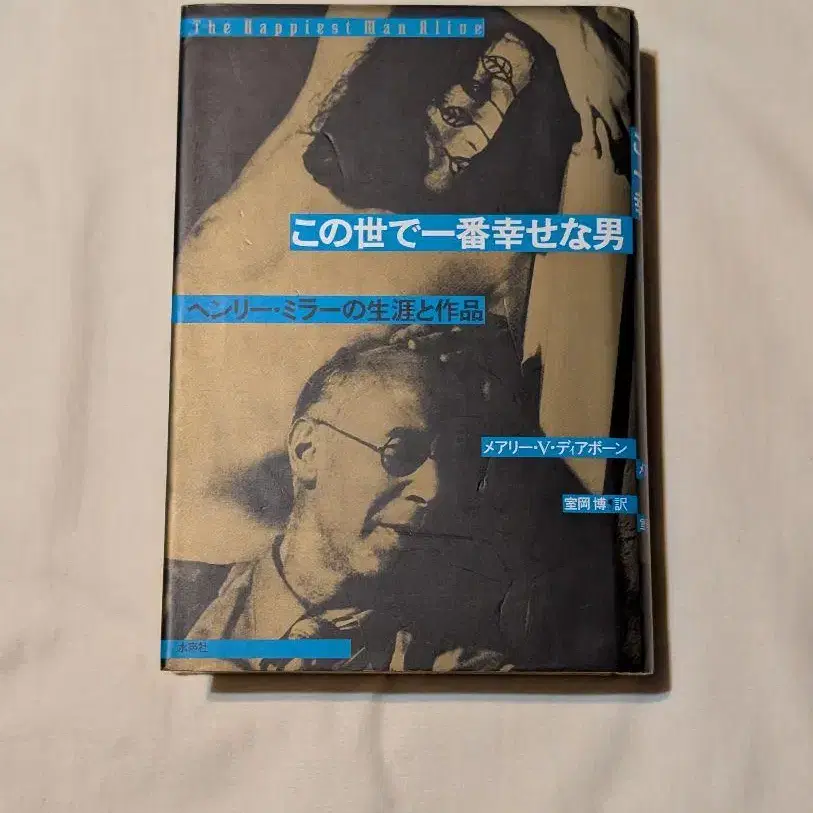 The Happiest Man Alive
この世で一番幸せな男
ヘンリー・ミラーの生涯と作品
メアリー・V・ディアボーン
室岡 博・訳
水声社